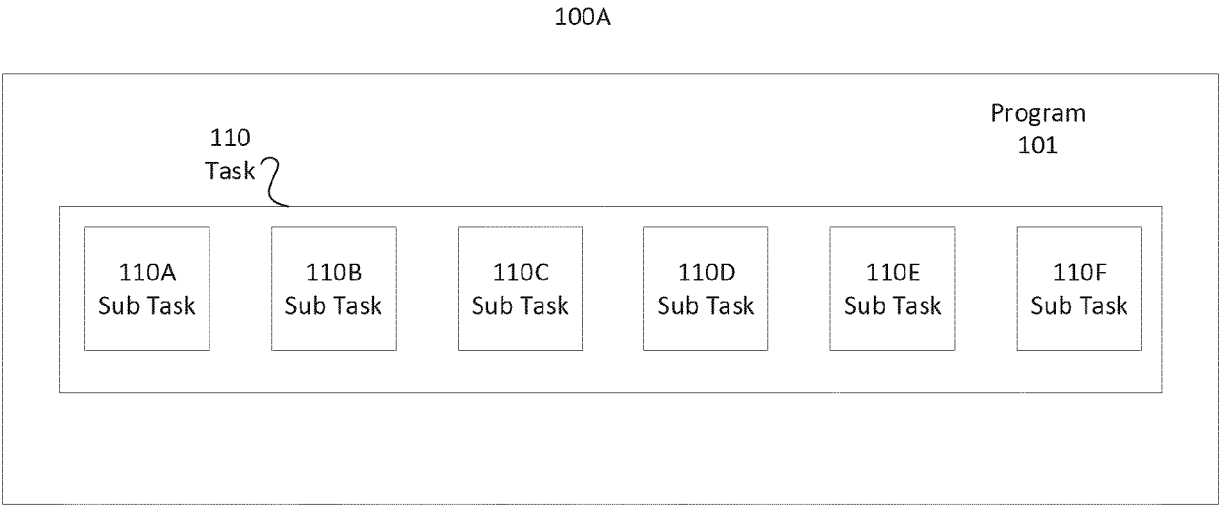 100A
Program
101
110
Task
110A
Sub Task
110B
Sub Task
110C
Sub Task
110D
Sub Task
110E
Sub Task
110F
Sub Task